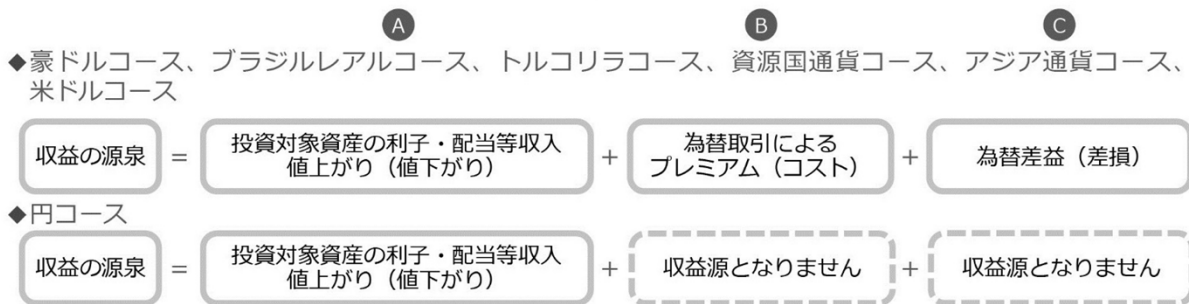 A B C
◆豪ドルコース、ブラジルレアルコース、トルコリラコース、資源国通貨コース、アジア通貨コース、
米ドルコース
収益の源泉 = 投資対象資産の利子・配当等収入 + 為替取引による + 為替差益（差損）
値上がり（値下がり） プレミアム（コスト）
◆円コース
収益の源泉 = 投資対象資産の利子・配当等収入 + 収益源となりません + 収益源となりません
値上がり（値下がり）